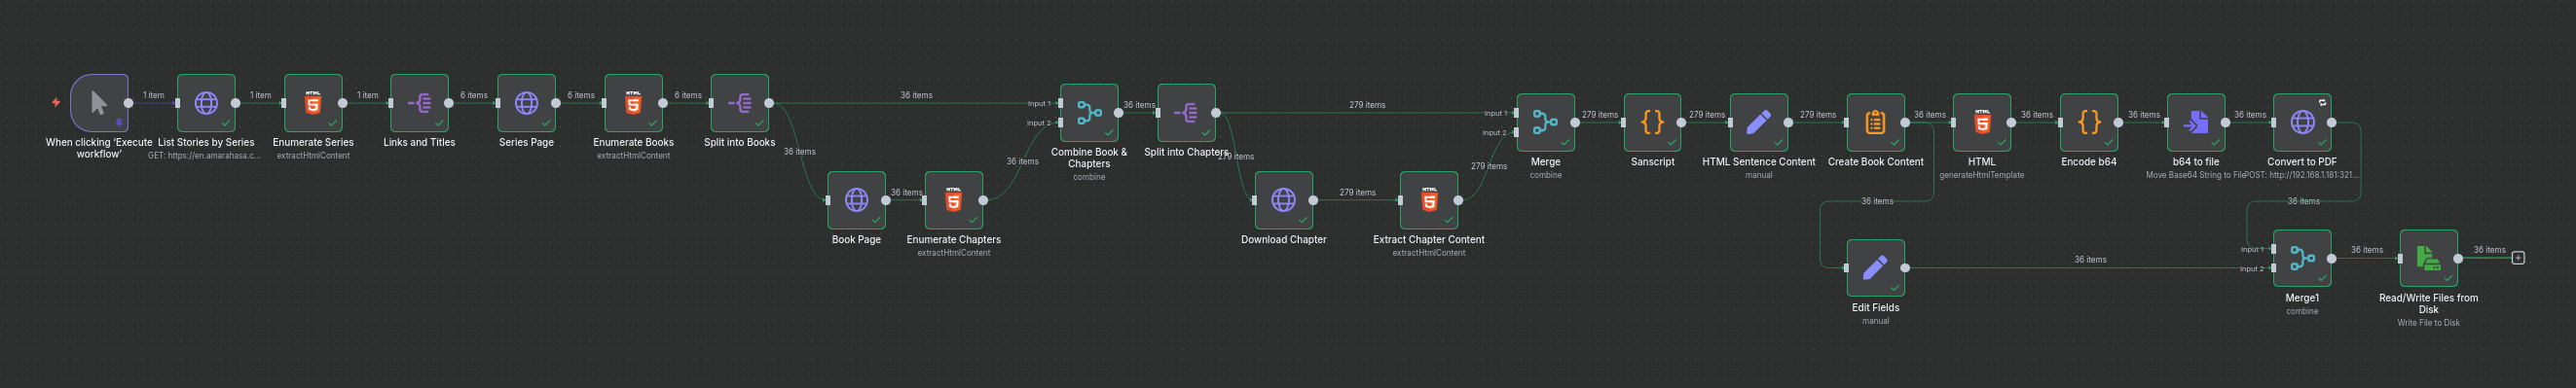 1 item
1 item
1 item
6 items
6 items
6 items
When clicking ‘Execute
workflow’
List Stories by Series
GET: https://en.amarahasa.c...
Enumerate Series
extractHtmlContent
Links and Titles
Series Page
Enumerate Books
extractHtmlContent
Split into Books
36 items
36 items
Book Page
36 items
Enumerate Chapters
extractHtmlContent
36 items
Input 1
Input 2
Combine Book &
Chapters
combine
36 items
Split into Chapters
279 items
279 items
Download Chapter
279 items
Extract Chapter Content
extractHtmlContent
279 items
Input 1
Input 2
Merge
combine
279 items
Sanscript
279 items
HTML Sentence Content
manual
279 items
Create Book Content
36 items
HTML
generateHtmlTemplate
36 items
Encode b64
36 items
b64 to file
Move Base64 String to File
36 items
Convert to PDF
POST: http://192.168.1.181:321...
36 items
Edit Fields
manual
36 items
36 items
Input 1
Input 2
Merge1
combine
36 items
Read/Write Files from
Disk
Write File to Disk
36 items